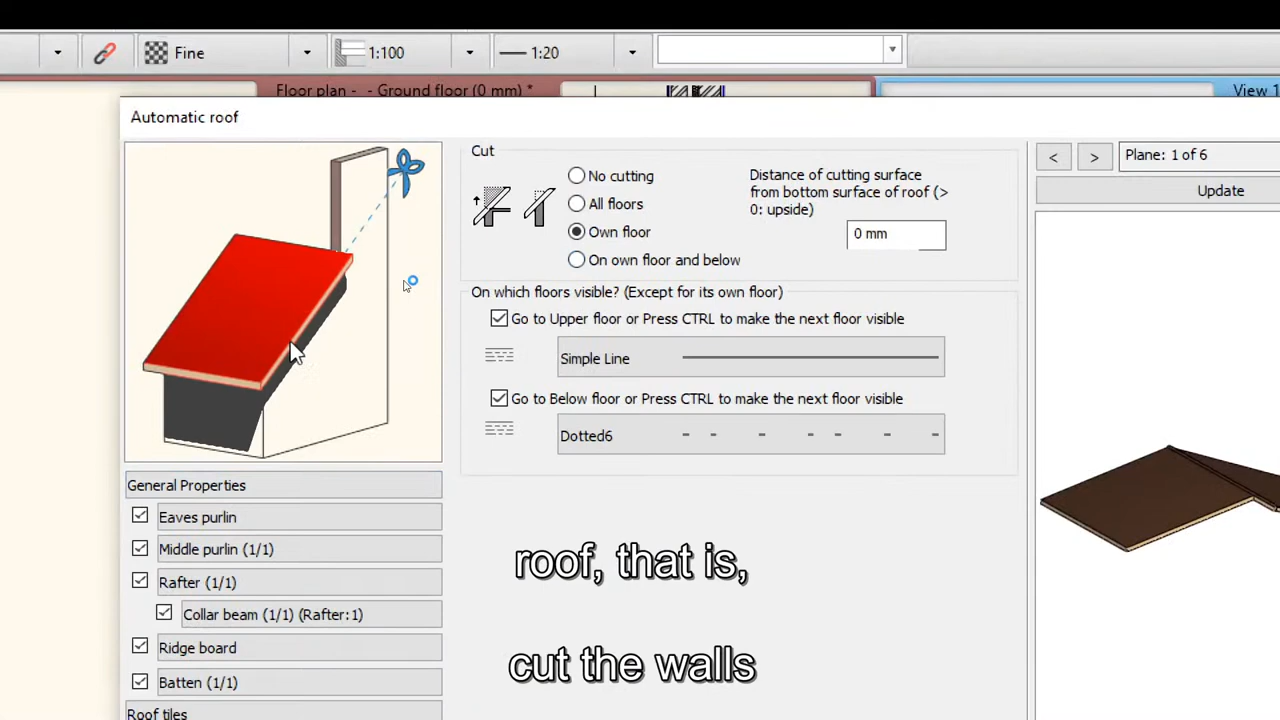 Fine
1:100
1:20
Floor plan - - Ground floor (0 mm) *
View 1
Automatic roof
Cut
No cutting
All floors
Own floor
On own floor and below
Distance of cutting surface
from bottom surface of roof (>
0: upside)
0 mm
< > Plane: 1 of 6
Update
On which floors visible? (Except for its own floor)
Go to Upper floor or Press CTRL to make the next floor visible
Simple Line
Go to Below floor or Press CTRL to make the next floor visible
Dotted6
General Properties
Eaves purlin
Middle purlin (1/1)
Rafter (1/1)
Collar beam (1/1) (Rafter:1)
Ridge board
Batten (1/1)
Roof tiles
roof, that is,
cut the walls